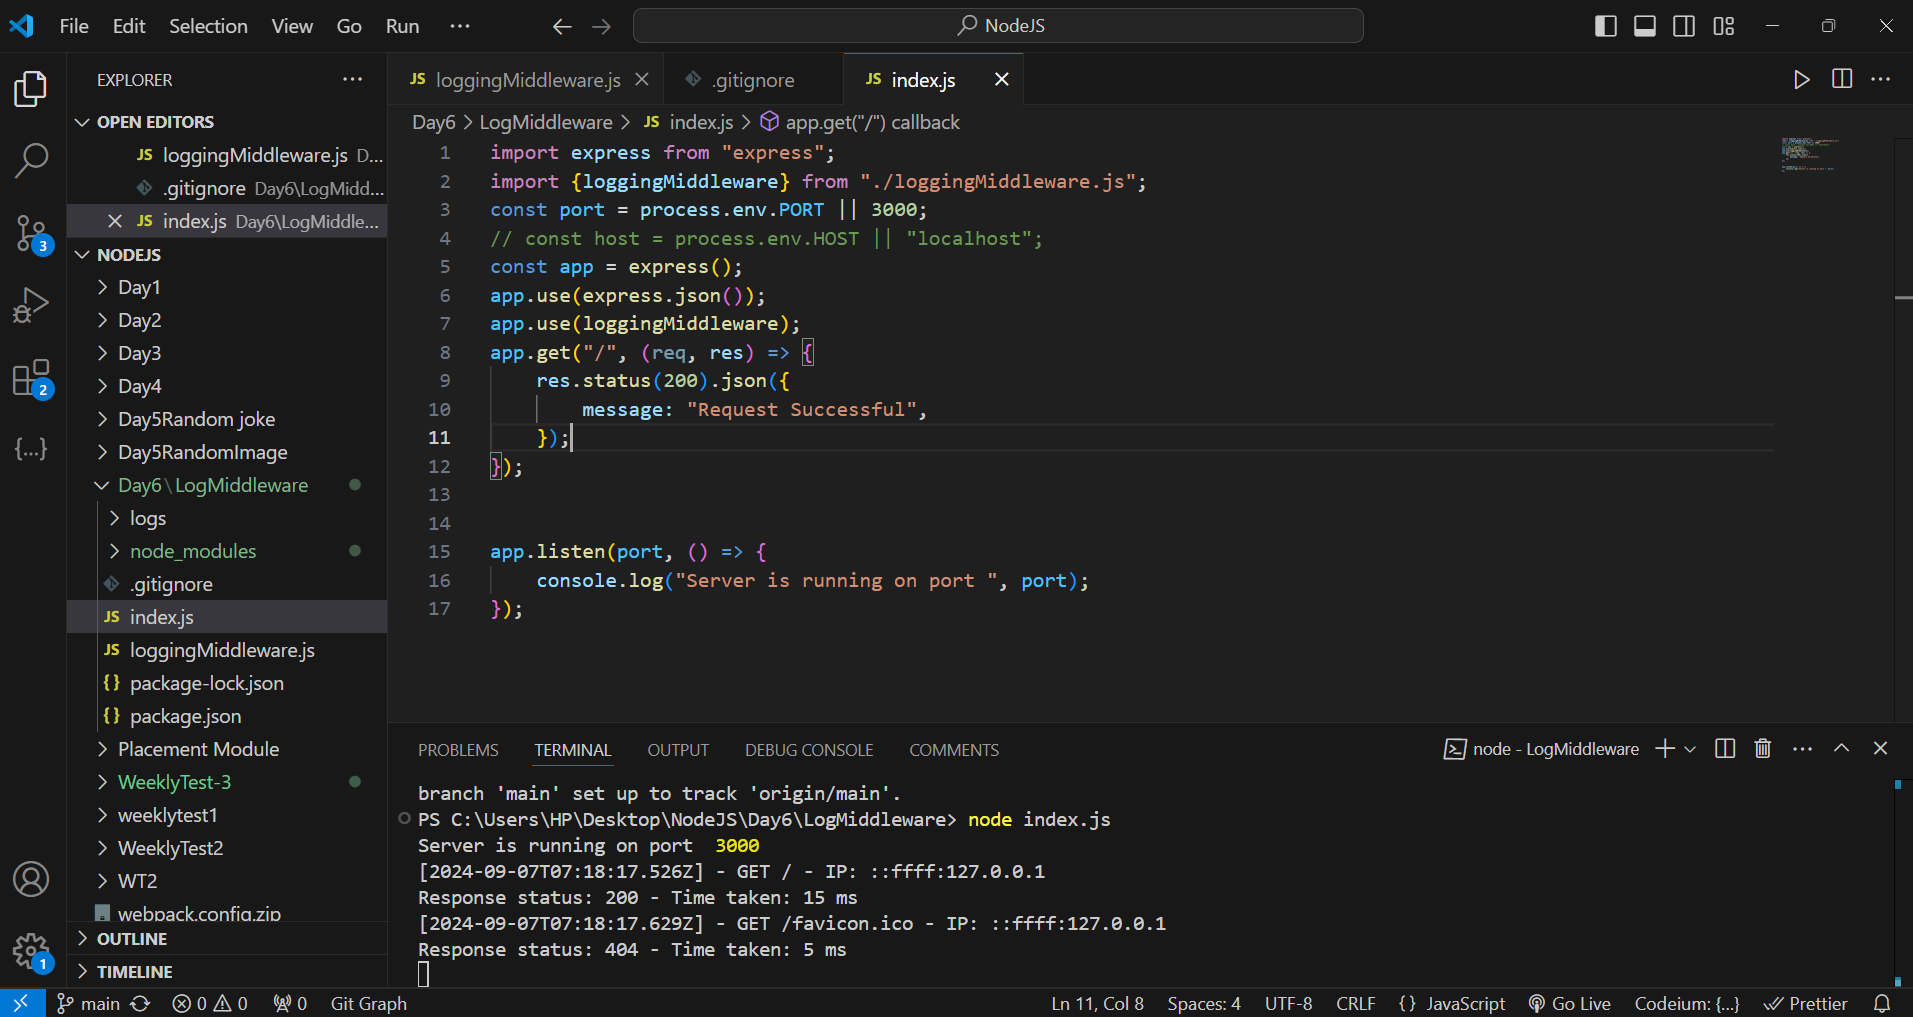 File Edit Selection View Go Run ···
NodeJS
EXPLORER ···
OPEN EDITORS
JS loggingMiddleware.js D...
.gitignore Day6\LogMidd...
JS index.js Day6\LogMiddle...
NODEJS
Day1
Day2
Day3
Day4
Day5Random joke
Day5RandomImage
Day6\LogMiddleware
logs
node_modules
.gitignore
JS index.js
JS loggingMiddleware.js
{} package-lock.json
{} package.json
Placement Module
WeeklyTest-3
weeklytest1
WeeklyTest2
WT2
webpack.config.zip
OUTLINE
TIMELINE
3
2
{...}
1
JS loggingMiddleware.js
.gitignore
JS index.js
Day6 > LogMiddleware > JS index.js > app.get("/") callback
1 import express from "express";
2 import {loggingMiddleware} from "./loggingMiddleware.js";
3 const port = process.env.PORT || 3000;
4 // const host = process.env.HOST || "localhost";
5 const app = express();
6 app.use(express.json());
7 app.use(loggingMiddleware);
8 app.get("/", (req, res) => {
9 res.status(200).json({
10 message: "Request Successful",
11 });
12 });
13
14
15 app.listen(port, () => {
16 console.log("Server is running on port ", port);
17 });
PROBLEMS TERMINAL OUTPUT DEBUG CONSOLE COMMENTS
node - LogMiddleware
branch 'main' set up to track 'origin/main'.
PS C:\Users\HP\Desktop\NodeJS\Day6\LogMiddleware> node index.js
Server is running on port  3000
[2024-09-07T07:18:17.526Z] - GET / - IP: ::ffff:127.0.0.1
Response status: 200 - Time taken: 15 ms
[2024-09-07T07:18:17.629Z] - GET /favicon.ico - IP: ::ffff:127.0.0.1
Response status: 404 - Time taken: 5 ms
main 0 0 0 Git Graph
Ln 11, Col 8 Spaces: 4 UTF-8 CRLF {} JavaScript Go Live Codeium: {...} Prettier